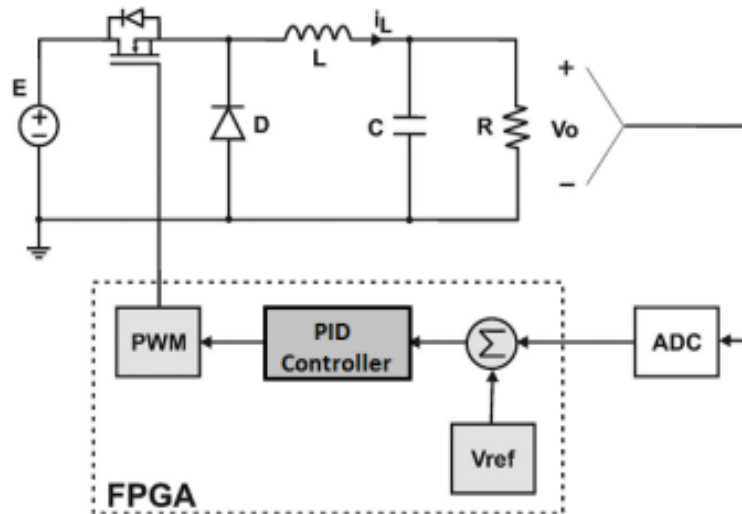 iL
L
E
+
−
D
C
R
+
Vo
−
PWM
PID
Controller
Σ
ADC
Vref
FPGA